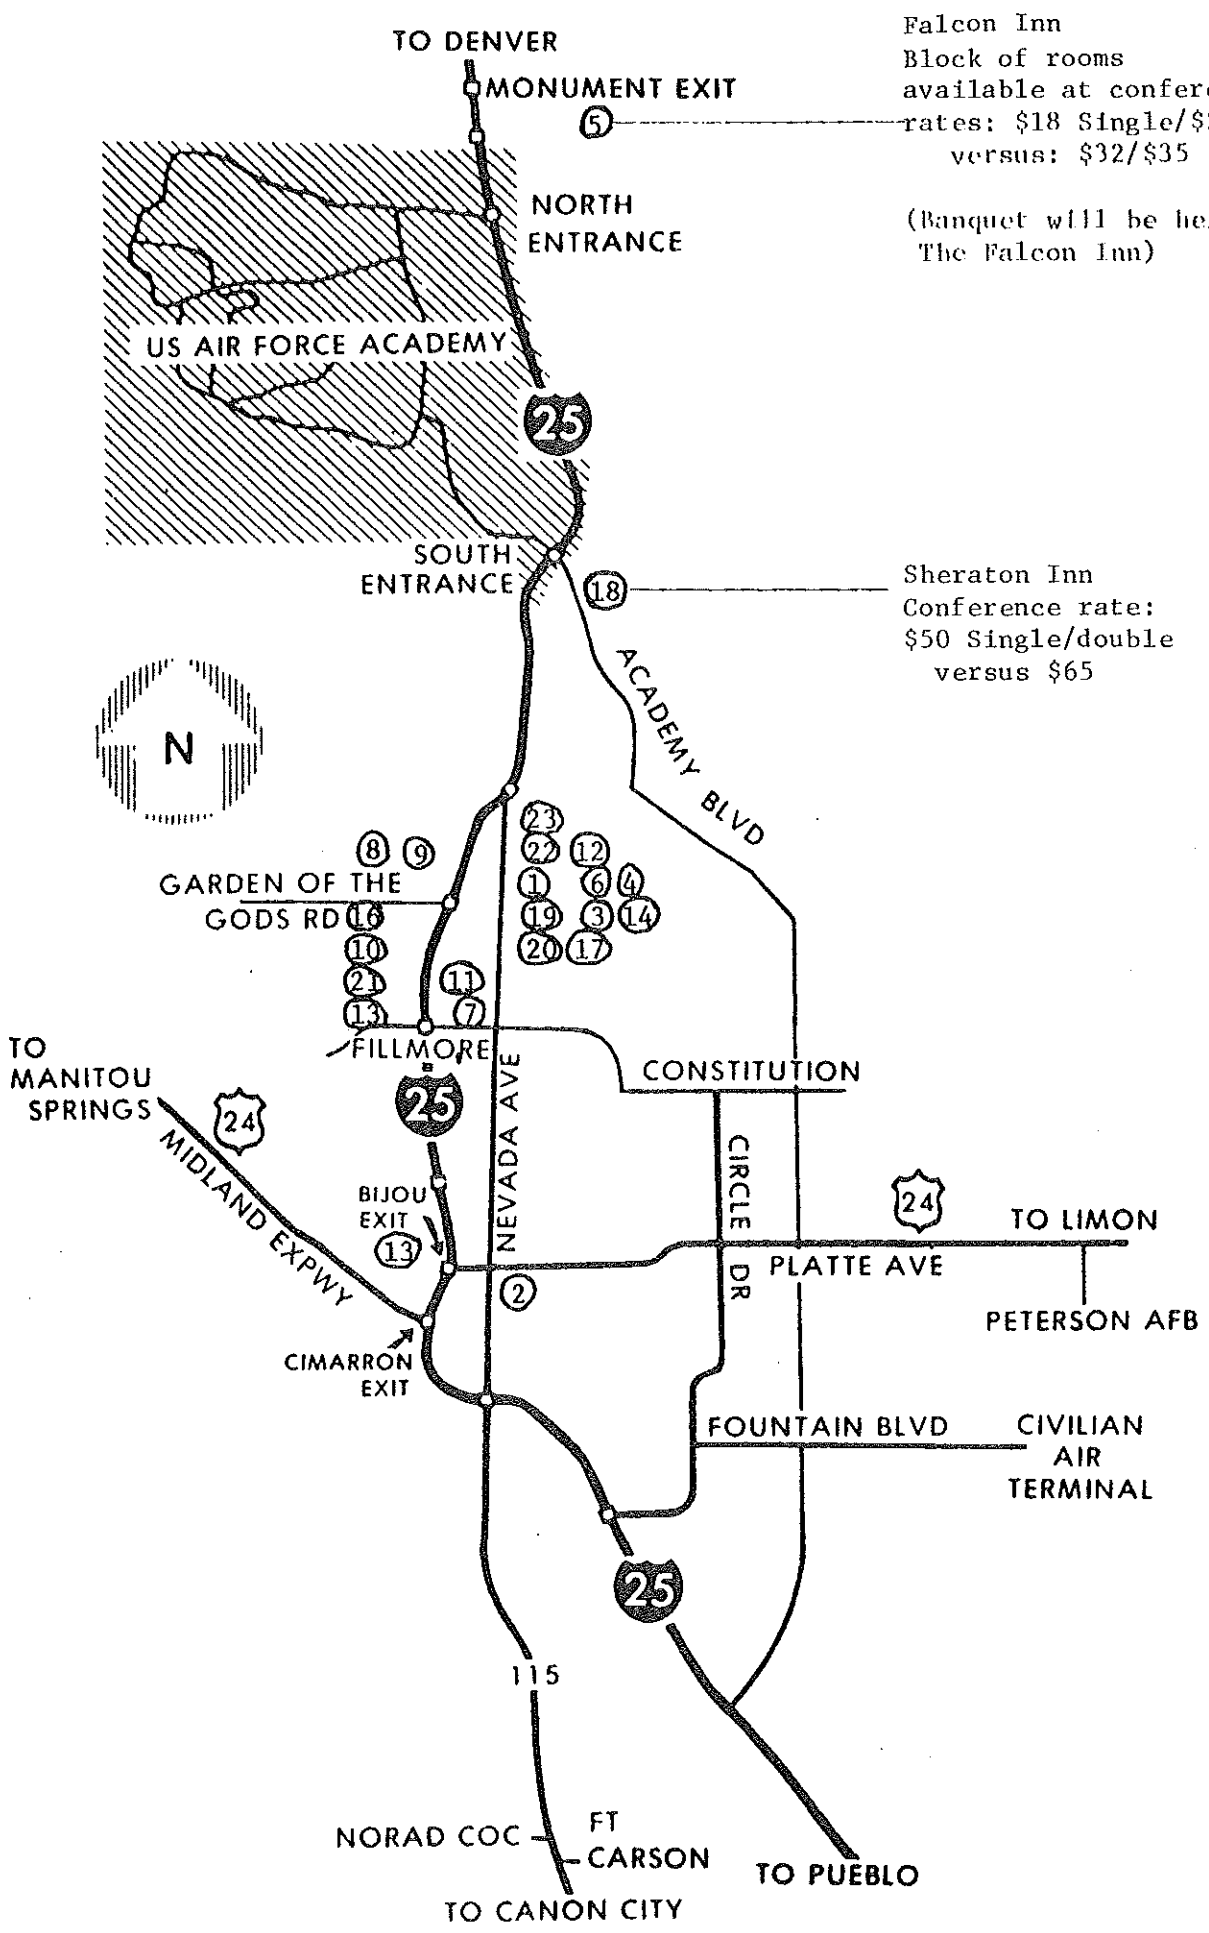 TO DENVER
MONUMENT EXIT
5
Falcon Inn
Block of rooms
available at
rates: $18 Single/
versus: $32/$35
(Banquet will be
The Falcon Inn)
NORTH
ENTRANCE
US AIR FORCE ACADEMY
25
SOUTH
ENTRANCE
18
Sheraton Inn
Conference rate:
$50 Single/double
versus $65
ACADEMY BLVD
N
23
8 9 22 12
GARDEN OF THE
GODS RD 16
1 6 4
19 3 14
10 20 17
21 11
13 7
FILLMORE
TO
MANITOU
SPRINGS
24
MIDLAND EXPWY
25
NEVADA AVE
CONSTITUTION
CIRCLE DR
BIJOU
EXIT
13
24
TO LIMON
PLATTE AVE
2
PETERSON AFB
CIMARRON
EXIT
FOUNTAIN BLVD
CIVILIAN
AIR
TERMINAL
25
115
NORAD COC
FT
CARSON
TO PUEBLO
TO CANON CITY